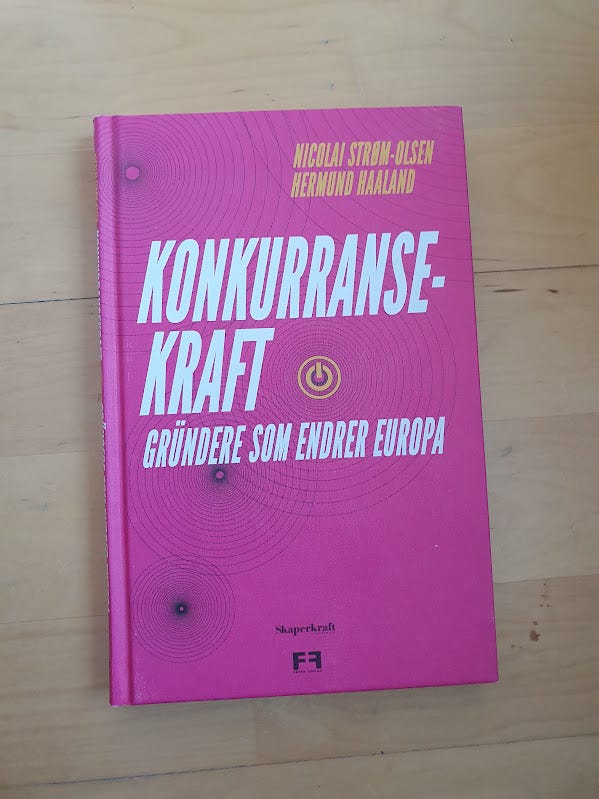 NICOLAI STRØM-OLSEN
HERMUND HAALAND
KONKURRANSE-
KRAFT
GRÜNDERE SOM ENDRER EUROPA
Skaperkraft
FF